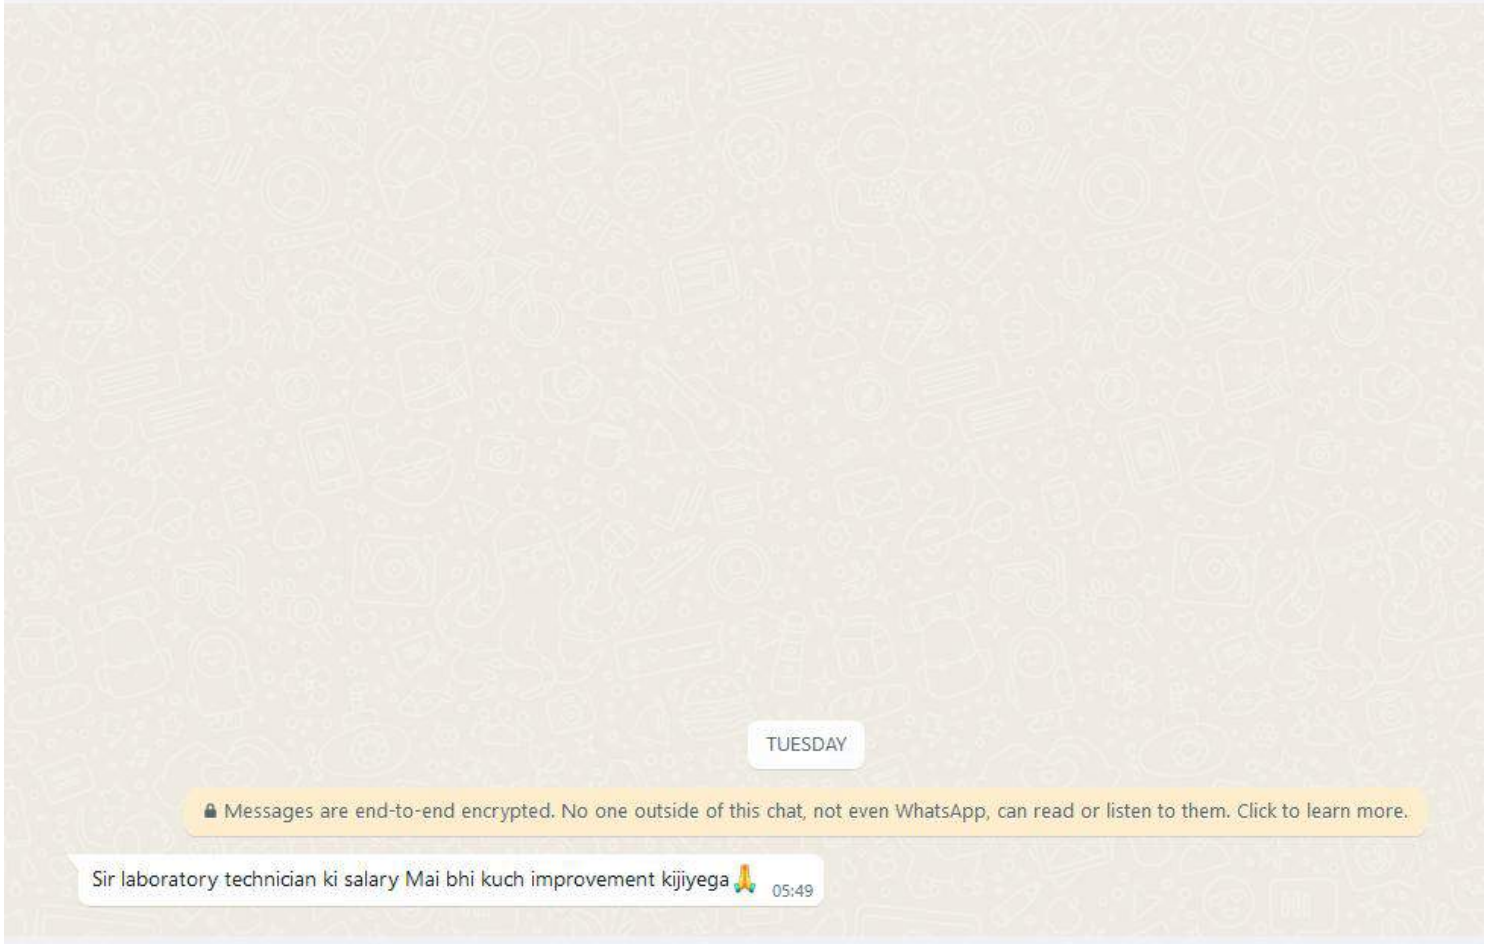 TUESDAY
🔒 Messages are end-to-end encrypted. No one outside of this chat, not even WhatsApp, can read or listen to them. Click to learn more.
Sir laboratory technician ki salary Mai bhi kuch improvement kijiyega🙏 05:49